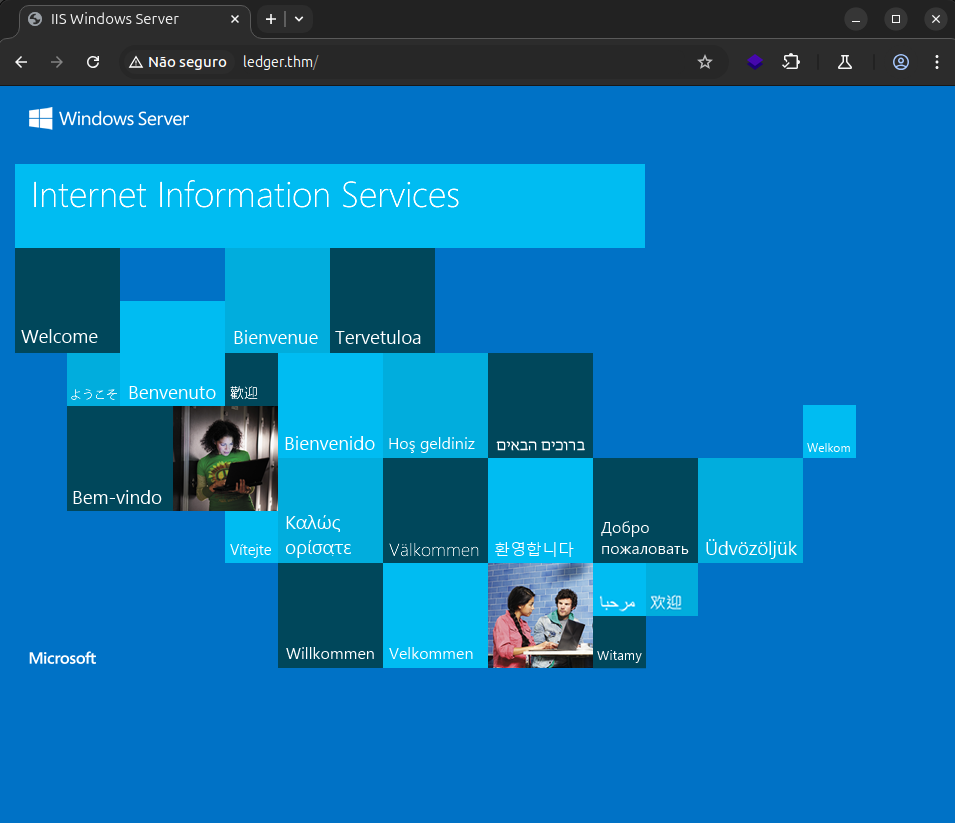 IIS Windows Server
Não seguro
ledger.thm/
Windows Server
Internet Information Services
Welcome
Bienvenue
Tervetuloa
ようこそ
Benvenuto
歡迎
Bienvenido
Hoş geldiniz
ברוכים הבאים
Welkom
Bem-vindo
Vítejte
Καλώς
ορίσατε
Välkommen
환영합니다
Добро
пожаловать
Üdvözöljük
Willkommen
Velkommen
مرحبا
欢迎
Witamy
Microsoft